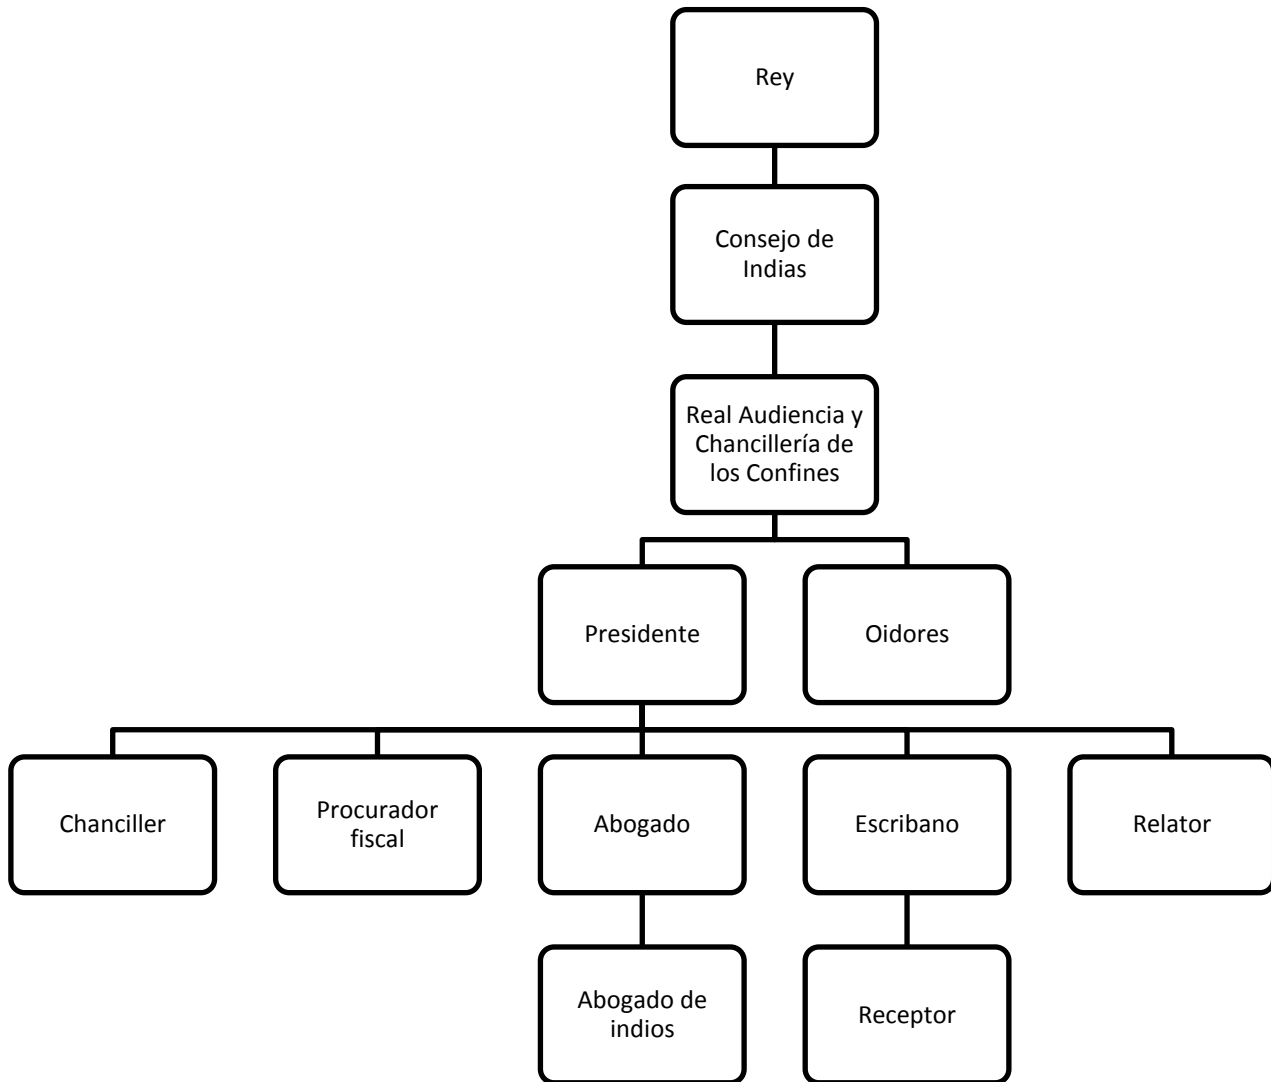 Rey
Consejo de
Indias
Real Audiencia y
Chancillería de
los Confines
Presidente
Oidores
Chanciller
Procurador
fiscal
Abogado
Escribano
Relator
Abogado de
indios
Receptor